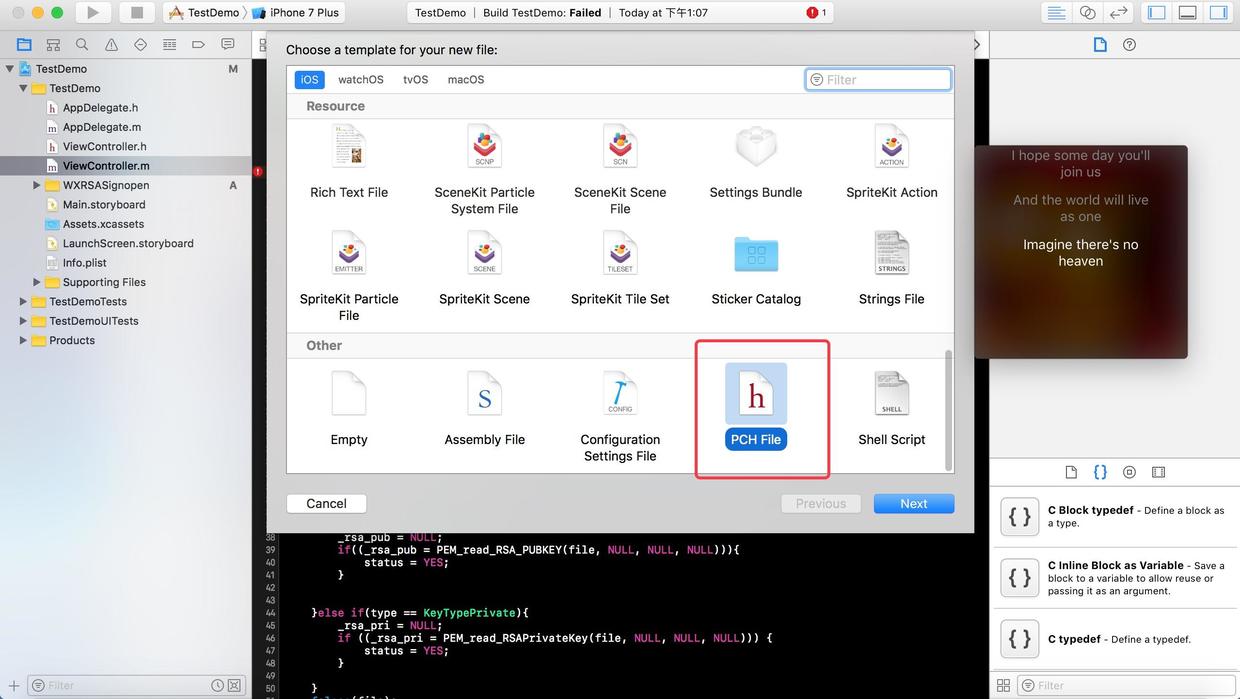 TestDemo
iPhone 7 Plus
TestDemo | Build TestDemo: Failed | Today at 下午1:07
1
Choose a template for your new file:
iOS
watchOS
tvOS
macOS
Filter
TestDemo M
TestDemo
AppDelegate.h
AppDelegate.m
ViewController.h
ViewController.m
WXRSASignopen A
Main.storyboard
Assets.xcassets
LaunchScreen.storyboard
Info.plist
Supporting Files
TestDemoTests
TestDemoUITests
Products
Filter
Resource
Rich Text File
SCNP
SceneKit Particle
System File
SCN
SceneKit Scene
File
Settings Bundle
ACTION
SpriteKit Action
EMITTER
SpriteKit Particle
File
SCENE
SpriteKit Scene
TILESET
SpriteKit Tile Set
Sticker Catalog
STRINGS
Strings File
Other
Empty
S
Assembly File
CONFIG
Configuration
Settings File
h
PCH File
SHELL
Shell Script
Cancel
Previous
Next
38 _rsa_pub = NULL;
39 if((_rsa_pub = PEM_read_RSA_PUBKEY(file, NULL, NULL, NULL))){
40 status = YES;
41 }
42
43
44 }else if(type == KeyTypePrivate){
45 _rsa_pri = NULL;
46 if ((_rsa_pri = PEM_read_RSAPrivateKey(file, NULL, NULL, NULL))) {
47 status = YES;
48 }
49
50 }
I hope some day you'll
join us
And the world will live
as one
Imagine there's no
heaven
{ }
C Block typedef - Define a block as
a type.
{ }
C Inline Block as Variable - Save a
block to a variable to allow reuse or
passing it as an argument.
{ }
C typedef - Define a typedef.
Filter